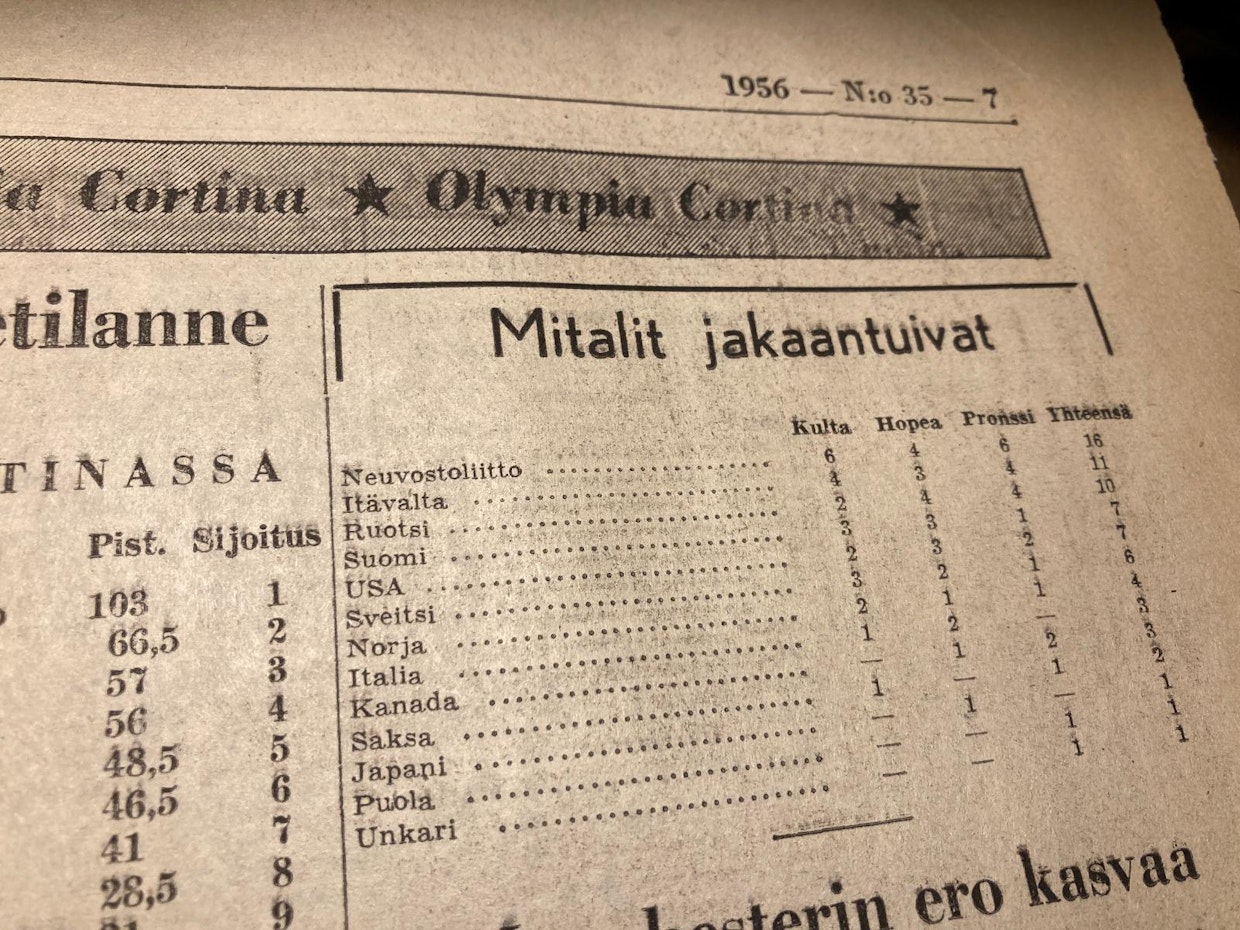 1956 — N:o 35 — 7
ia Cortina ★ Olympia Cortina ★
etilanne
TINASSA
Pist. Sijoitus
103 1
66,5 2
57 3
56 4
48,5 5
46,5 6
41 7
28,5 8
9
Mitalit jakaantuivat
Kulta Hopea Pronssi Yhteensä
Neuvostoliitto 6 4 6 16
Itävalta 4 3 4 11
Ruotsi 2 4 4 10
Suomi 3 3 1 7
USA 2 3 2 7
Sveitsi 3 2 1 6
Norja 2 1 1 4
Italia 1 2 — 3
Kanada — 1 2 3
Saksa 1 — 1 2
Japani — 1 — 1
Puola — — 1 1
Unkari — — 1 1
ero kasvaa